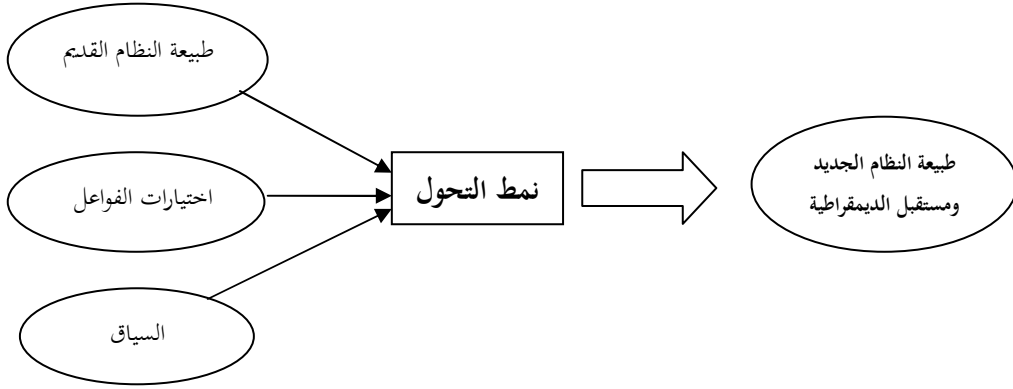 طبيعة النظام القديم
اختيارات الفواعل
السياق
نمط التحول
طبيعة النظام الجديد
ومستقبل الديمقراطية